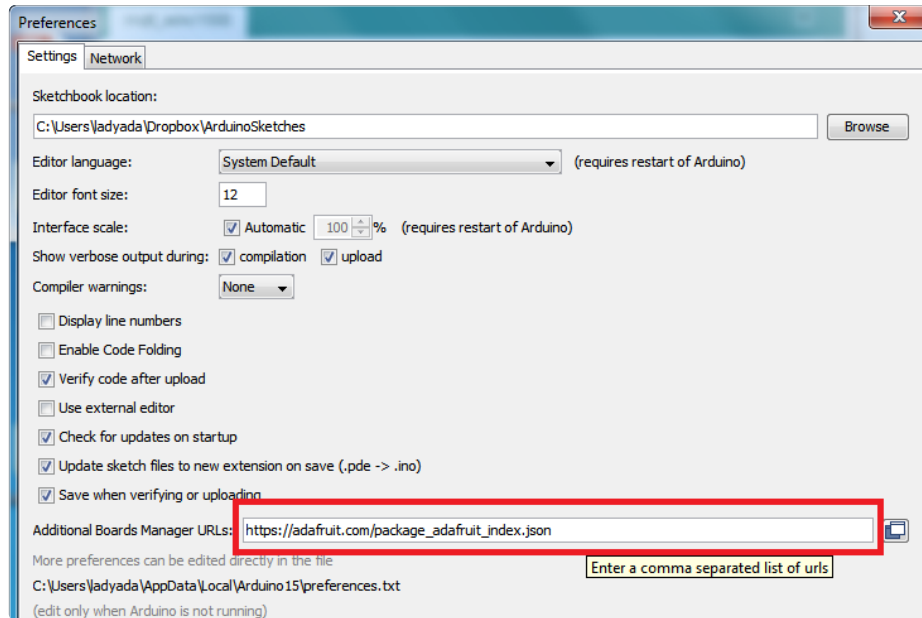 Preferences
Settings Network
Sketchbook location:
C:\Users\ladyada\Dropbox\ArduinoSketches Browse
Editor language: System Default (requires restart of Arduino)
Editor font size: 12
Interface scale: Automatic 100 % (requires restart of Arduino)
Show verbose output during: compilation upload
Compiler warnings: None
Display line numbers
Enable Code Folding
Verify code after upload
Use external editor
Check for updates on startup
Update sketch files to new extension on save (.pde -> .ino)
Save when verifying or uploading
Additional Boards Manager URLs: https://adafruit.com/package_adafruit_index.json
More preferences can be edited directly in the file
Enter a comma separated list of urls
C:\Users\ladyada\AppData\Local\Arduino15\preferences.txt
(edit only when Arduino is not running)